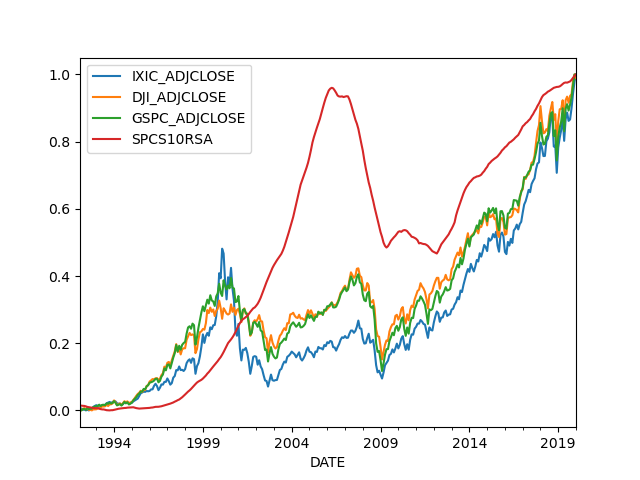 IXIC_ADJCLOSE
DJI_ADJCLOSE
GSPC_ADJCLOSE
SPCS10RSA
1.0
0.8
0.6
0.4
0.2
0.0
1994 1999 2004 2009 2014 2019
DATE